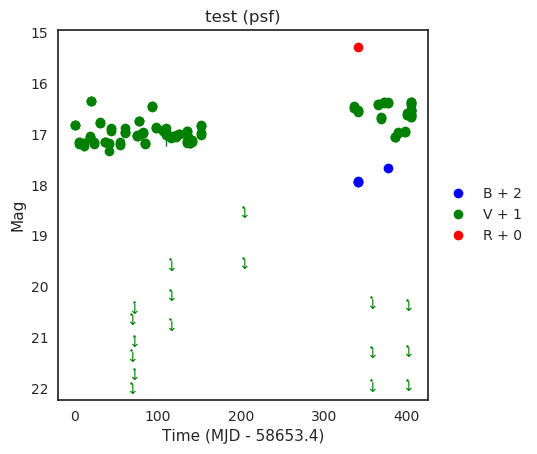 test (psf)
15
16
17
18
19
20
21
22
Mag
0
100
200
300
400
Time (MJD - 58653.4)
B + 2
V + 1
R + 0